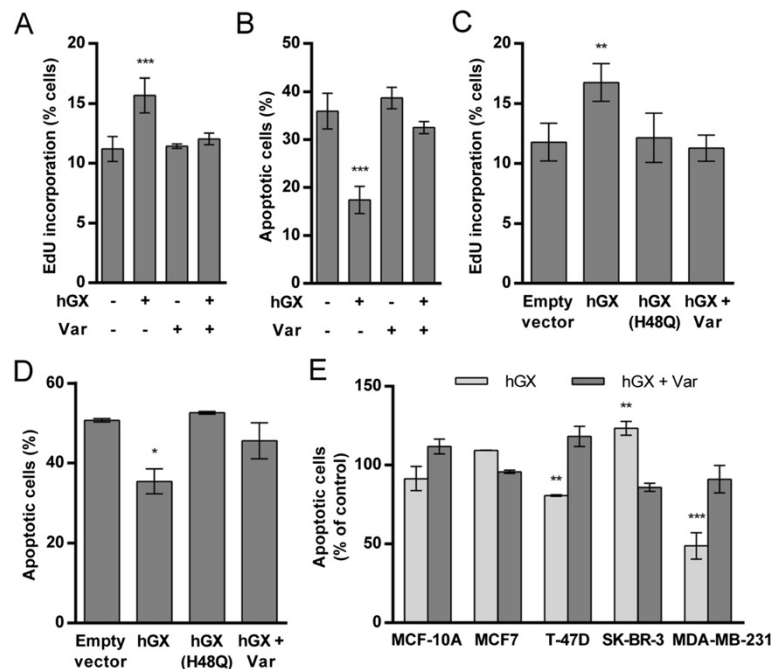 A
EdU incorporation (% cells)
20
15
10
5
0
***
hGX - + - +
Var - - + +
B
Apoptotic cells (%)
50
40
30
20
10
0
***
hGX - + - +
Var - - + +
C
EdU incorporation (% cells)
20
15
10
5
0
**
Empty vector
hGX
hGX (H48Q)
hGX + Var
D
Apoptotic cells (%)
60
40
20
0
*
Empty vector
hGX
hGX (H48Q)
hGX + Var
E
hGX
hGX + Var
Apoptotic cells
(% of control)
150
100
50
0
**
**
***
MCF-10A MCF7 T-47D SK-BR-3 MDA-MB-231